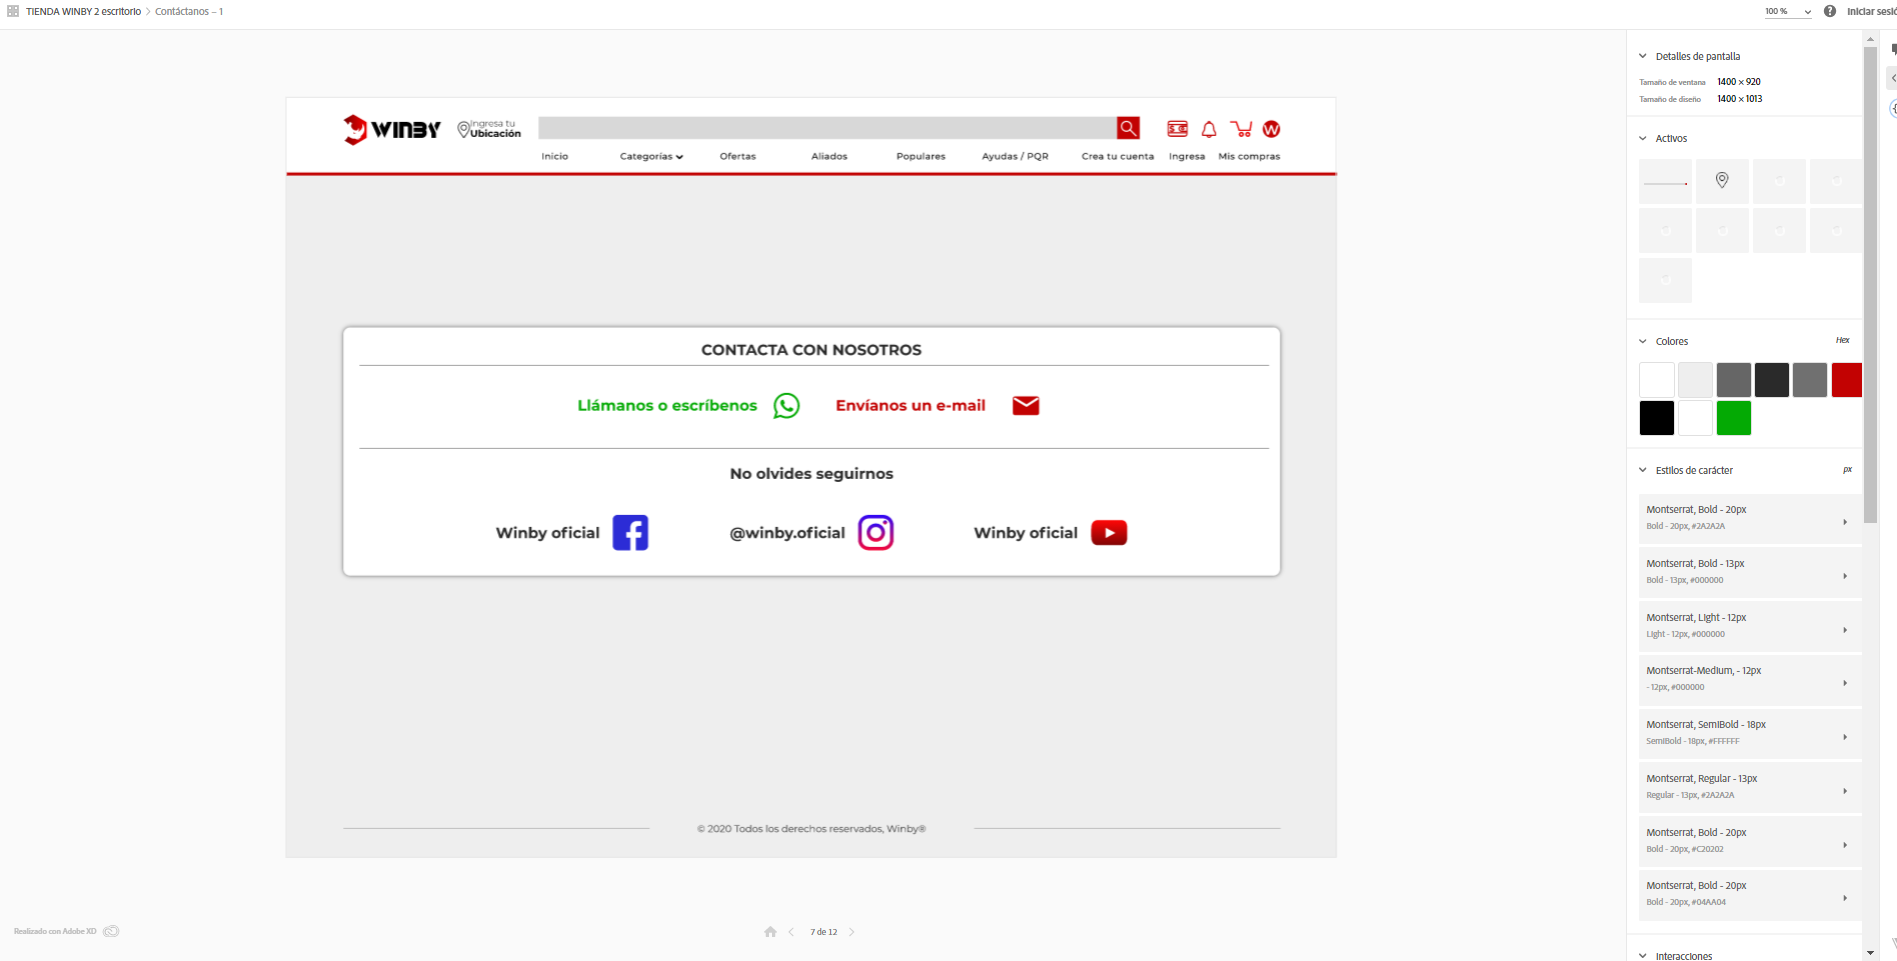 TIENDA WINBY 2 escritorio > Contáctanos – 1
100 %
Iniciar
WINBY
Ingresa tu
Ubicación
Inicio Categorías Ofertas Aliados Populares Ayudas / PQR Crea tu cuenta Ingresa Mis compras
CONTACTA CON NOSOTROS
Llámanos o escríbenos Envíanos un e-mail
No olvides seguirnos
Winby oficial @winby.oficial Winby oficial
© 2020 Todos los derechos reservados, Winby®
Realizado con Adobe XD
7 de 12
Detalles de pantalla
Tamaño de ventana 1400 × 920
Tamaño de diseño 1400 × 1013
Activos
Colores Hex
Estilos de carácter px
Montserrat, Bold - 20px
Bold - 20px, #2A2A2A
Montserrat, Bold - 13px
Bold - 13px, #000000
Montserrat, Light - 12px
Light - 12px, #000000
Montserrat-Medium, - 12px
- 12px, #000000
Montserrat, SemiBold - 18px
SemiBold - 18px, #FFFFFF
Montserrat, Regular - 13px
Regular - 13px, #2A2A2A
Montserrat, Bold - 20px
Bold - 20px, #C20202
Montserrat, Bold - 20px
Bold - 20px, #04AA04
Interacciones